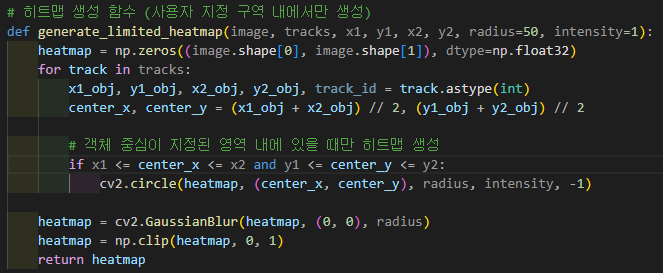 # 히트맵 생성 함수 (사용자 지정 구역 내에서만 생성)
def generate_limited_heatmap(image, tracks, x1, y1, x2, y2, radius=50, intensity=1):
    heatmap = np.zeros((image.shape[0], image.shape[1]), dtype=np.float32)
    for track in tracks:
        x1_obj, y1_obj, x2_obj, y2_obj, track_id = track.astype(int)
        center_x, center_y = (x1_obj + x2_obj) // 2, (y1_obj + y2_obj) // 2
        # 객체 중심이 지정된 영역 내에 있을 때만 히트맵 생성
        if x1 <= center_x <= x2 and y1 <= center_y <= y2:
            cv2.circle(heatmap, (center_x, center_y), radius, intensity, -1)
    heatmap = cv2.GaussianBlur(heatmap, (0, 0), radius)
    heatmap = np.clip(heatmap, 0, 1)
    return heatmap